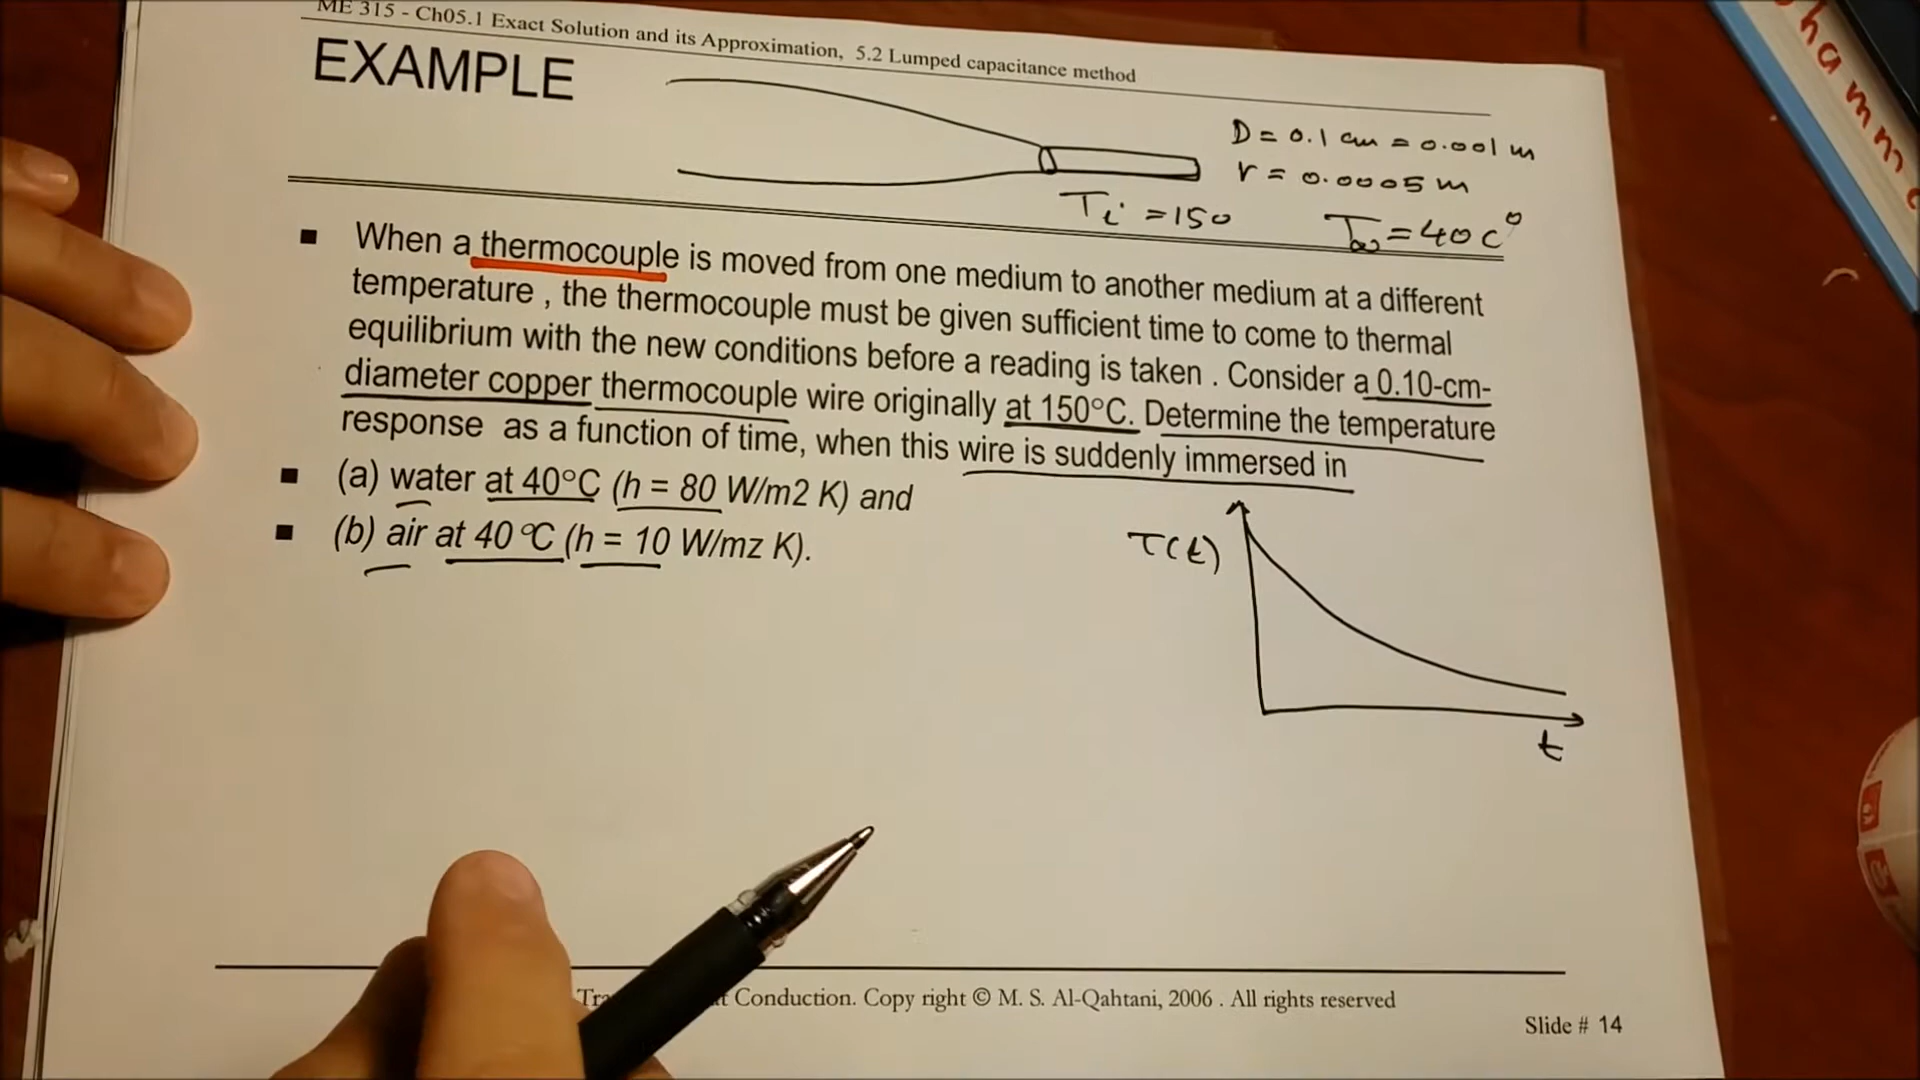 ME 315 - Ch05.1 Exact Solution and its Approximation, 5.2 Lumped capacitance method
EXAMPLE
D = 0.1 cm = 0.001 m
r = 0.0005 m
Ti = 150
T∞ = 40 C°
■ When a thermocouple is moved from one medium to another medium at a different
temperature , the thermocouple must be given sufficient time to come to thermal
equilibrium with the new conditions before a reading is taken . Consider a 0.10-cm-
diameter copper thermocouple wire originally at 150°C. Determine the temperature
response as a function of time, when this wire is suddenly immersed in
■ (a) water at 40°C (h = 80 W/m2 K) and
■ (b) air at 40 °C (h = 10 W/mz K).
T(t)
t
Conduction. Copy right © M. S. Al-Qahtani, 2006 . All rights reserved
Slide # 14